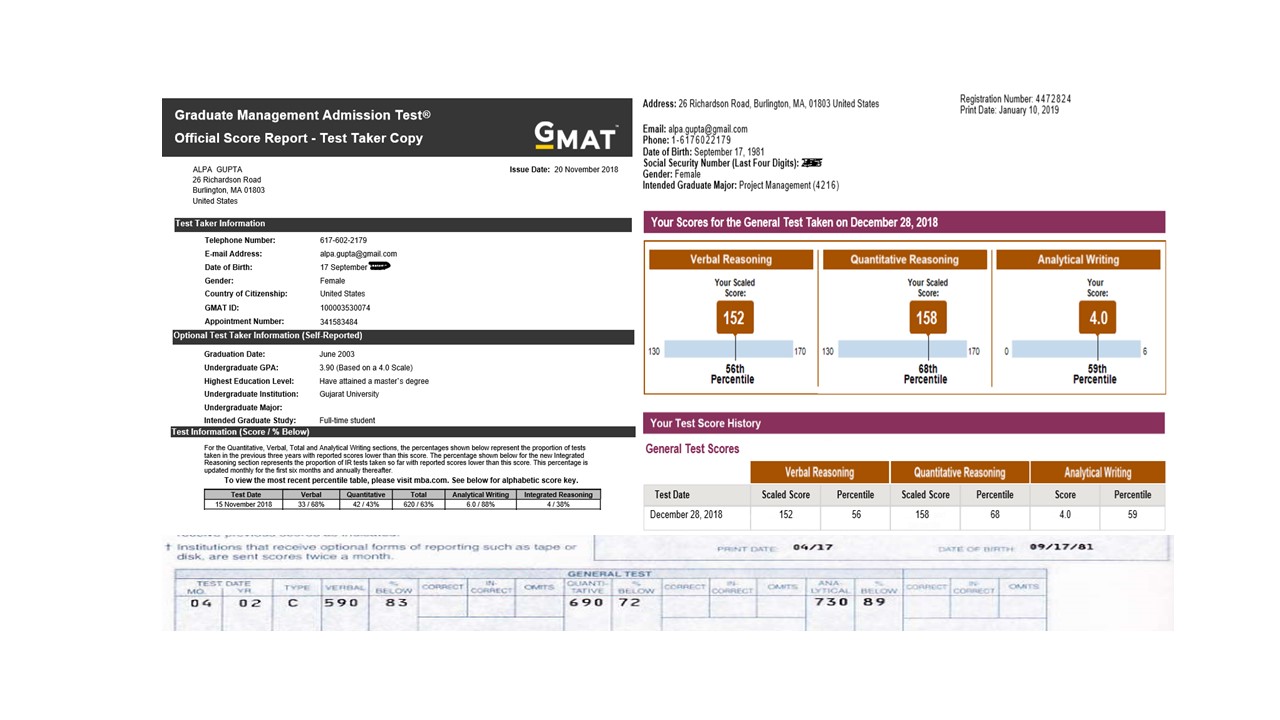 Graduate Management Admission Test®
Official Score Report - Test Taker Copy
GMAT™
ALPA GUPTA
26 Richardson Road
Burlington, MA 01803
United States
Issue Date: 20 November 2018
Test Taker Information
Telephone Number: 617-602-2179
E-mail Address: alpa.gupta@gmail.com
Date of Birth: 17 September
Gender: Female
Country of Citizenship: United States
GMAT ID: 100003530074
Appointment Number: 341583484
Optional Test Taker Information (Self-Reported)
Graduation Date: June 2003
Undergraduate GPA: 3.90 (Based on a 4.0 Scale)
Highest Education Level: Have attained a master's degree
Undergraduate Institution: Gujarat University
Undergraduate Major:
Intended Graduate Study: Full-time student
Test Information (Score / % Below)
For the Quantitative, Verbal, Total and Analytical Writing sections, the percentages shown below represent the proportion of tests
taken in the previous three years with reported scores lower than this score. The percentage shown below for the new Integrated
Reasoning section represents the proportion of IR tests taken so far with reported scores lower than this score. This percentage is
updated monthly for the first six months and annually thereafter.
To view the most recent percentile table, please visit mba.com. See below for alphabetic score key.
Test Date Verbal Quantitative Total Analytical Writing Integrated Reasoning
15 November 2018 33 / 68% 42 / 43% 620 / 63% 6.0 / 88% 4 / 38%
Address: 26 Richardson Road, Burlington, MA, 01803 United States
Registration Number: 4472824
Print Date: January 10, 2019
Email: alpa.gupta@gmail.com
Phone: 1-6176022179
Date of Birth: September 17, 1981
Social Security Number (Last Four Digits):
Gender: Female
Intended Graduate Major: Project Management (4216)
Your Scores for the General Test Taken on December 28, 2018
Verbal Reasoning Quantitative Reasoning Analytical Writing
Your Scaled Your Scaled Your
Score: Score: Score:
152 158 4.0
130 170 130 170 0 6
56th 68th 59th
Percentile Percentile Percentile
Your Test Score History
General Test Scores
Verbal Reasoning Quantitative Reasoning Analytical Writing
Test Date Scaled Score Percentile Scaled Score Percentile Score Percentile
December 28, 2018 152 56 158 68 4.0 59
† Institutions that receive optional forms of reporting such as tape or
disk, are sent scores twice a month.
PRINT DATE: 04/17 DATE OF BIRTH: 09/17/81
GENERAL TEST
TEST DATE MO. YR. TYPE VERBAL % BELOW CORRECT IN-CORRECT OMITS QUANTI-TATIVE % BELOW CORRECT IN-CORRECT OMITS ANA-LYTICAL % BELOW CORRECT IN-CORRECT OMITS
04 02 C 590 83 690 72 730 89